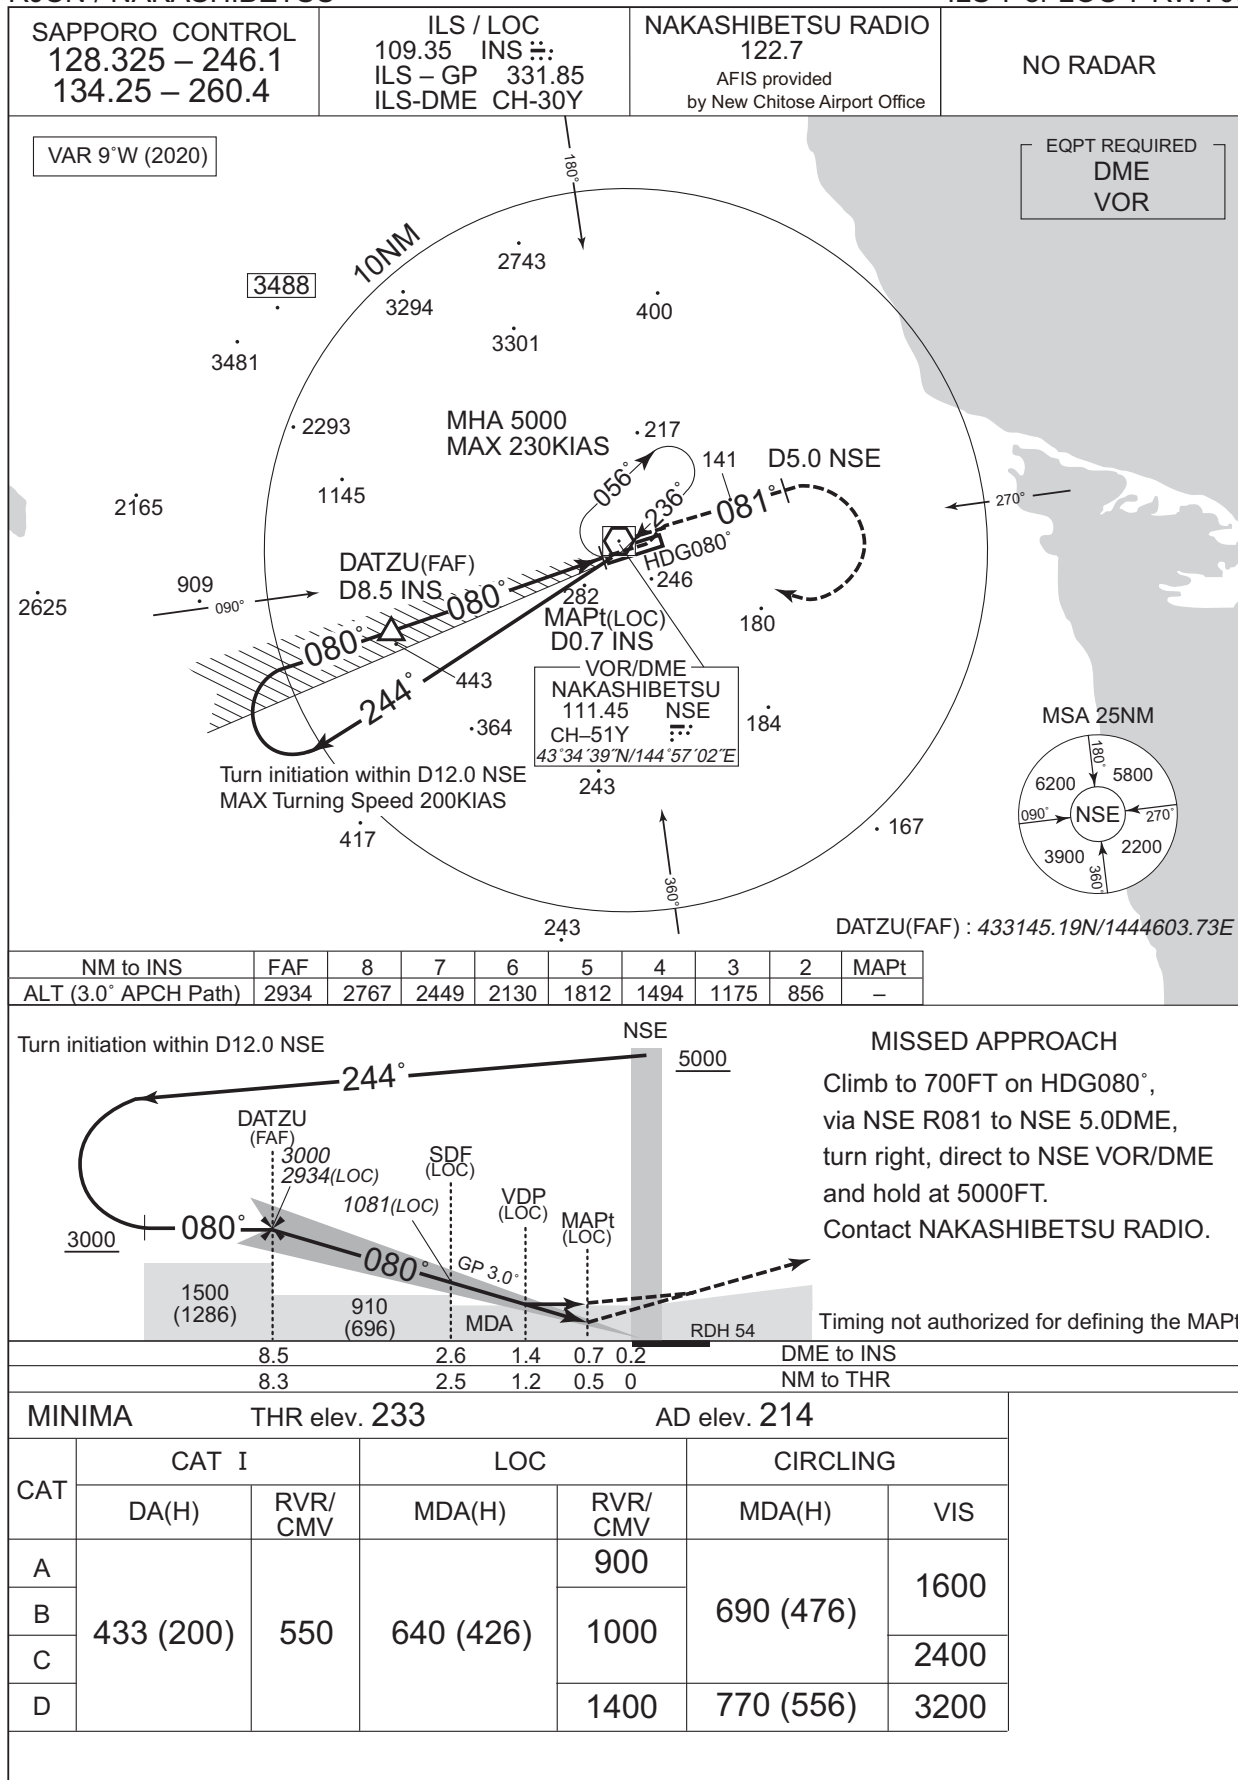 SAPPORO CONTROL
128.325 – 246.1
134.25 – 260.4
ILS / LOC
109.35 INS
ILS – GP 331.85
ILS-DME CH-30Y
NAKASHIBETSU RADIO
122.7
AFIS provided
by New Chitose Airport Office
NO RADAR
VAR 9°W (2020)
EQPT REQUIRED
DME
VOR
180°
10NM
2743
3488
3294
400
3301
3481
2293
MHA 5000
MAX 230KIAS
217
141
D5.0 NSE
056°
236°
081°
270°
1145
2165
HDG080°
DATZU(FAF)
D8.5 INS
909
090°
2625
080°
080°
282
246
MAPt(LOC)
D0.7 INS
180
244°
443
364
VOR/DME
NAKASHIBETSU
111.45 NSE
CH–51Y
43°34´39˝N/144°57´02˝E
184
243
Turn initiation within D12.0 NSE
MAX Turning Speed 200KIAS
417
167
360°
243
MSA 25NM
180°
6200
5800
090°
NSE
270°
3900
2200
360°
DATZU(FAF) : 433145.19N/1444603.73E
NM to INS FAF 8 7 6 5 4 3 2 MAPt
ALT (3.0° APCH Path) 2934 2767 2449 2130 1812 1494 1175 856 –
Turn initiation within D12.0 NSE
NSE
5000
244°
DATZU
(FAF)
3000
2934(LOC)
SDF
(LOC)
1081(LOC)
VDP
(LOC)
MAPt
(LOC)
3000
080°
080°
GP 3.0°
1500
(1286)
910
(696)
MDA
RDH 54
MISSED APPROACH
Climb to 700FT on HDG080°,
via NSE R081 to NSE 5.0DME,
turn right, direct to NSE VOR/DME
and hold at 5000FT.
Contact NAKASHIBETSU RADIO.
Timing not authorized for defining the MAPt
8.5 2.6 1.4 0.7 0.2 DME to INS
8.3 2.5 1.2 0.5 0 NM to THR
MINIMA THR elev. 233 AD elev. 214
CAT CAT I LOC CIRCLING
DA(H) RVR/CMV MDA(H) RVR/CMV MDA(H) VIS
A 433 (200) 550 640 (426) 900 690 (476) 1600
B 1000
C 2400
D 1400 770 (556) 3200